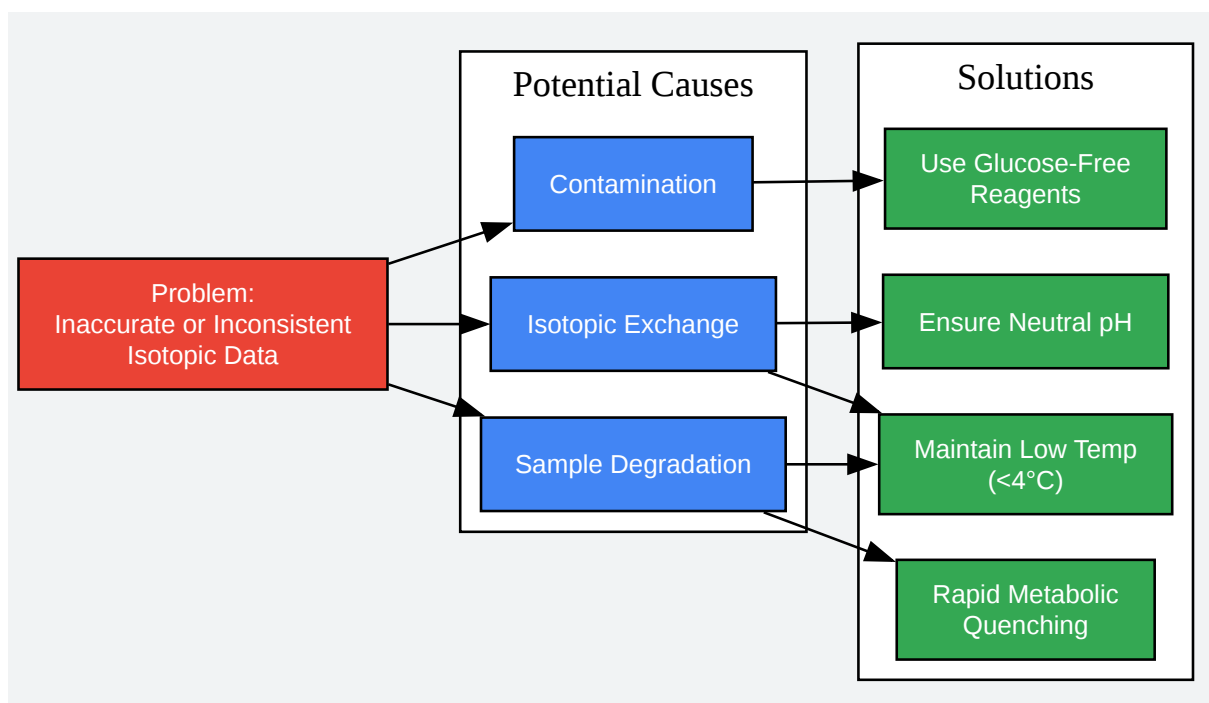 Problem:
Inaccurate or Inconsistent
Isotopic Data
Potential Causes
Contamination
Isotopic Exchange
Sample Degradation
Solutions
Use Glucose-Free
Reagents
Ensure Neutral pH
Maintain Low Temp
(<4°C)
Rapid Metabolic
Quenching